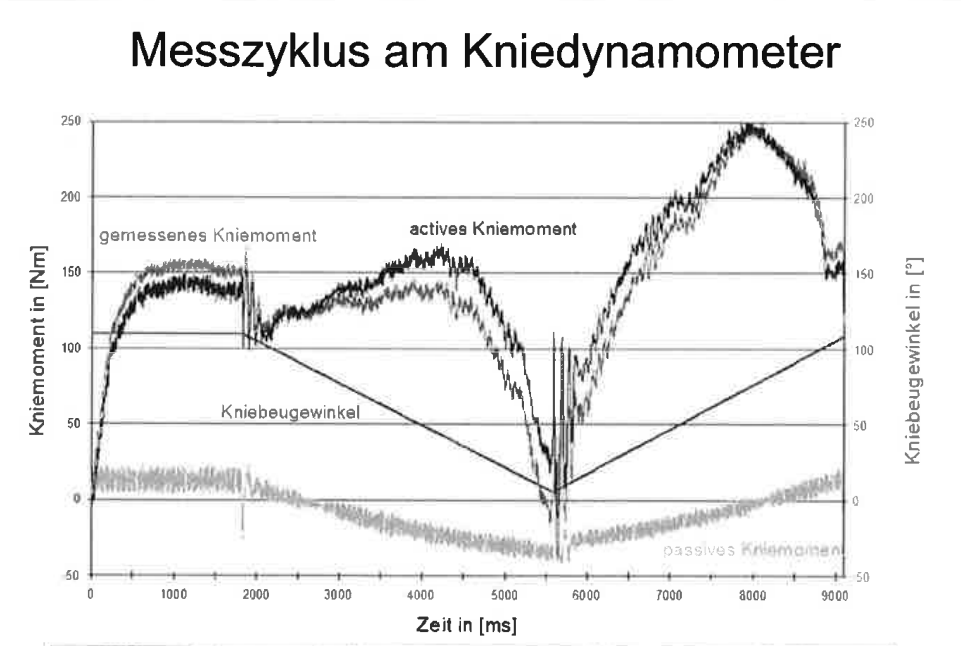 Messzyklus am Kniedynamometer
250
200
150
100
50
0
-50
250
200
150
100
50
0
-50
gemessenes Kniemoment
actives Kniemoment
Kniebeugewinkel
passives Kniemoment
Kniemoment in [Nm]
Kniebeugewinkel in [°]
0 1000 2000 3000 4000 5000 6000 7000 8000 9000
Zeit in [ms]